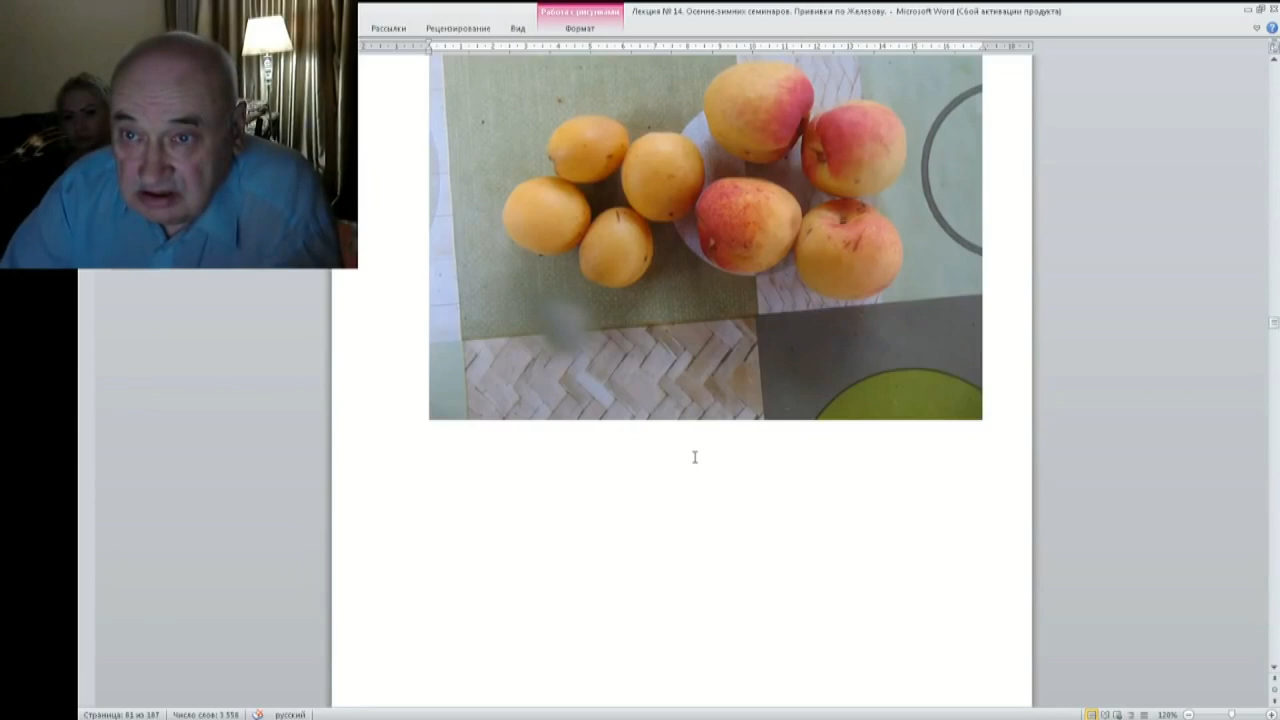 Работа с рисунками
Лекция № 14. Осенне-зимних семинаров. Прививки по Железову. - Microsoft Word (Сбой активации продукта)
Рассылки Рецензирование Вид Формат
Страница: 81 из 187 Число слов: 3 558 русский 120%